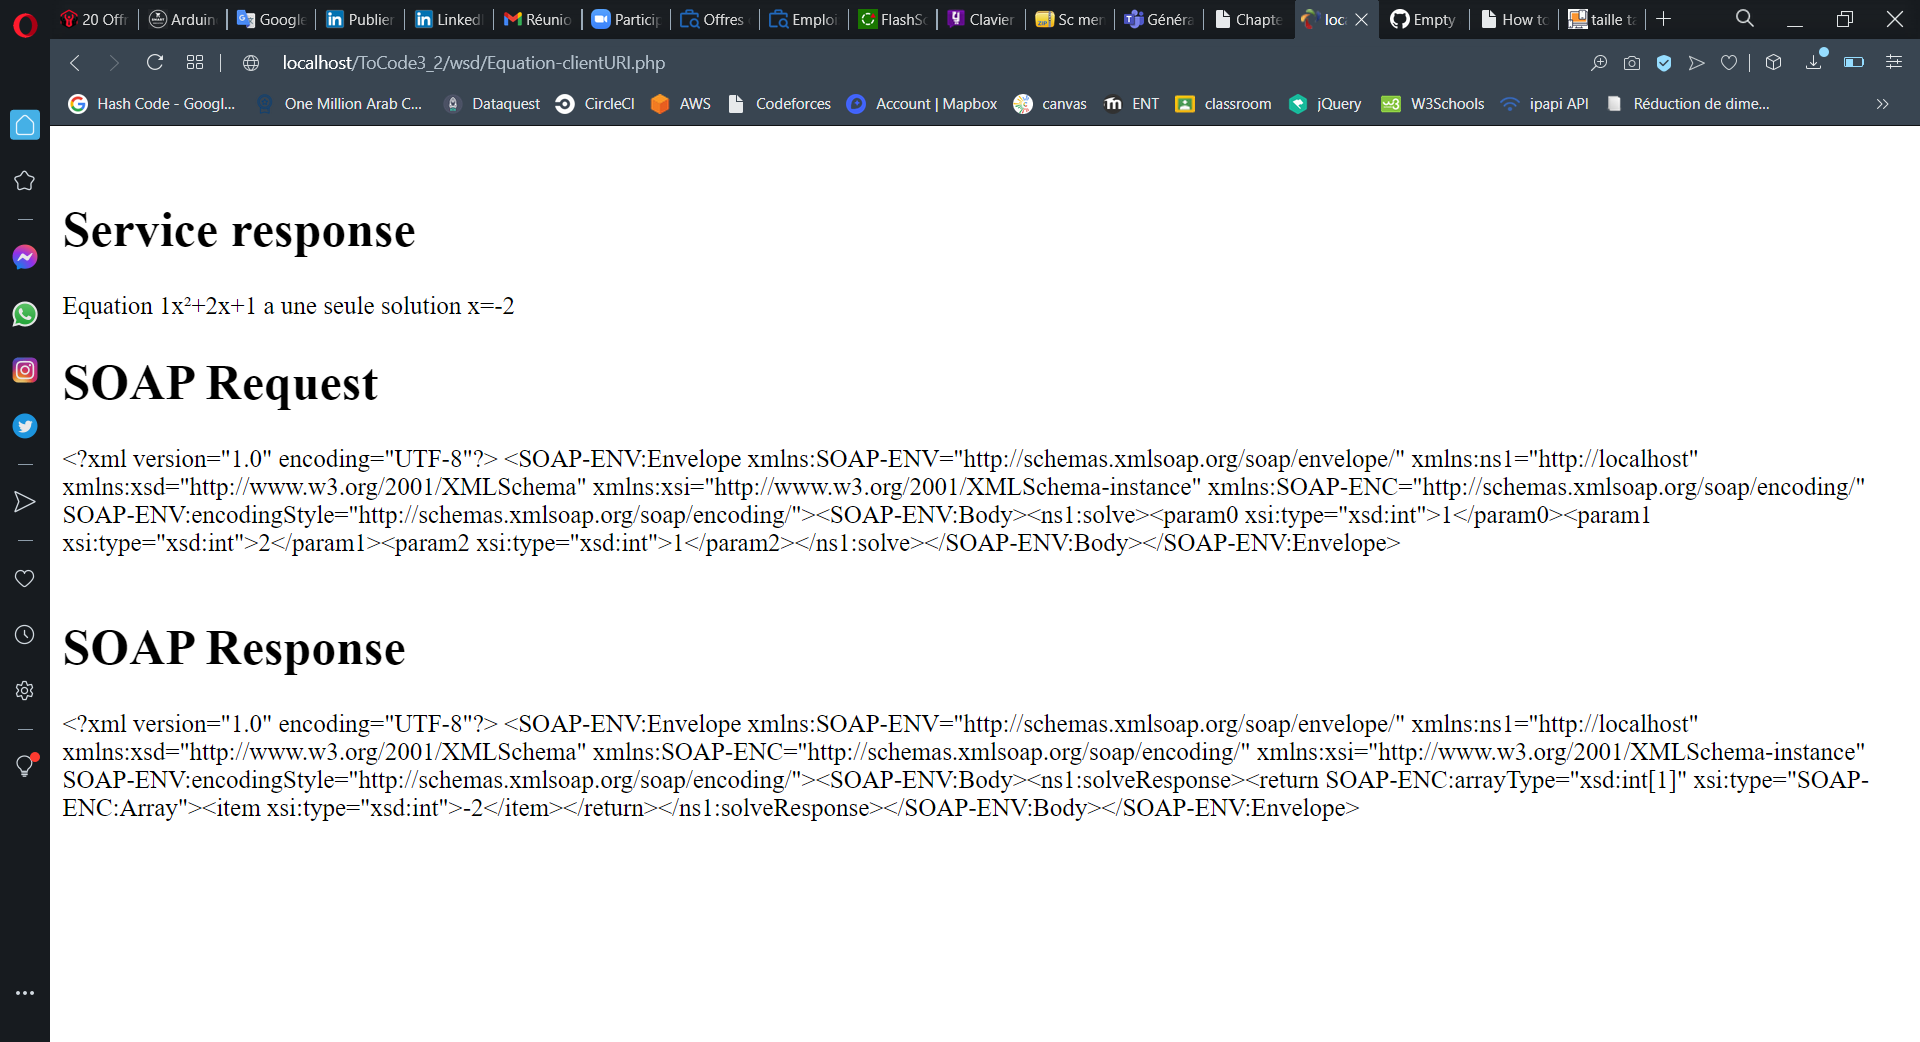 20 Offr
Arduin
Google
Publier
LinkedI
Réunio
Particip
Offres
Emploi
FlashSc
Clavier
Sc mer
Généra
Chapte
loc
Empty
How to
taille ta
localhost/ToCode3_2/wsd/Equation-clientURI.php
Hash Code - Googl...
One Million Arab C...
Dataquest
CircleCI
AWS
Codeforces
Account | Mapbox
canvas
ENT
classroom
jQuery
W3Schools
ipapi API
Réduction de dime...
Service response
Equation 1x²+2x+1 a une seule solution x=-2
SOAP Request
<?xml version="1.0" encoding="UTF-8"?> <SOAP-ENV:Envelope xmlns:SOAP-ENV="http://schemas.xmlsoap.org/soap/envelope/" xmlns:ns1="http://localhost"
xmlns:xsd="http://www.w3.org/2001/XMLSchema" xmlns:xsi="http://www.w3.org/2001/XMLSchema-instance" xmlns:SOAP-ENC="http://schemas.xmlsoap.org/soap/encoding/"
SOAP-ENV:encodingStyle="http://schemas.xmlsoap.org/soap/encoding/"><SOAP-ENV:Body><ns1:solve><param0 xsi:type="xsd:int">1</param0><param1
xsi:type="xsd:int">2</param1><param2 xsi:type="xsd:int">1</param2></ns1:solve></SOAP-ENV:Body></SOAP-ENV:Envelope>
SOAP Response
<?xml version="1.0" encoding="UTF-8"?> <SOAP-ENV:Envelope xmlns:SOAP-ENV="http://schemas.xmlsoap.org/soap/envelope/" xmlns:ns1="http://localhost"
xmlns:xsd="http://www.w3.org/2001/XMLSchema" xmlns:SOAP-ENC="http://schemas.xmlsoap.org/soap/encoding/" xmlns:xsi="http://www.w3.org/2001/XMLSchema-instance"
SOAP-ENV:encodingStyle="http://schemas.xmlsoap.org/soap/encoding/"><SOAP-ENV:Body><ns1:solveResponse><return SOAP-ENC:arrayType="xsd:int[1]" xsi:type="SOAP-
ENC:Array"><item xsi:type="xsd:int">-2</item></return></ns1:solveResponse></SOAP-ENV:Body></SOAP-ENV:Envelope>